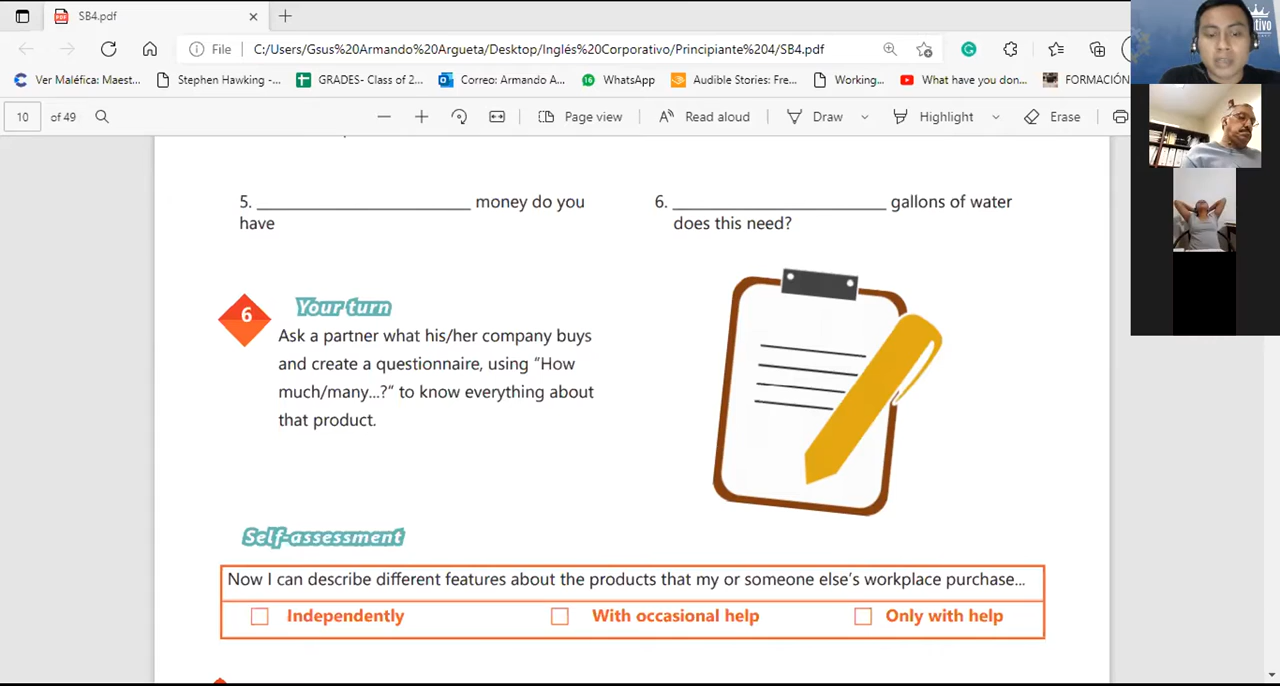 SB4.pdf
File
C:/Users/Gsus%20Armando%20Argueta/Desktop/Inglés%20Corporativo/Principiante%204/SB4.pdf
Ver Maléfica: Maest...
Stephen Hawking -...
GRADES- Class of 2...
Correo: Armando A...
WhatsApp
Audible Stories: Fre...
Working...
What have you don...
FORMACIÓN
10 of 49
Page view
Read aloud
Draw
Highlight
Erase
5. ______________________ money do you
have
6. ______________________ gallons of water
does this need?
6
Your turn
Ask a partner what his/her company buys
and create a questionnaire, using “How
much/many...?” to know everything about
that product.
Self-assessment
Now I can describe different features about the products that my or someone else’s workplace purchase...
Independently
With occasional help
Only with help